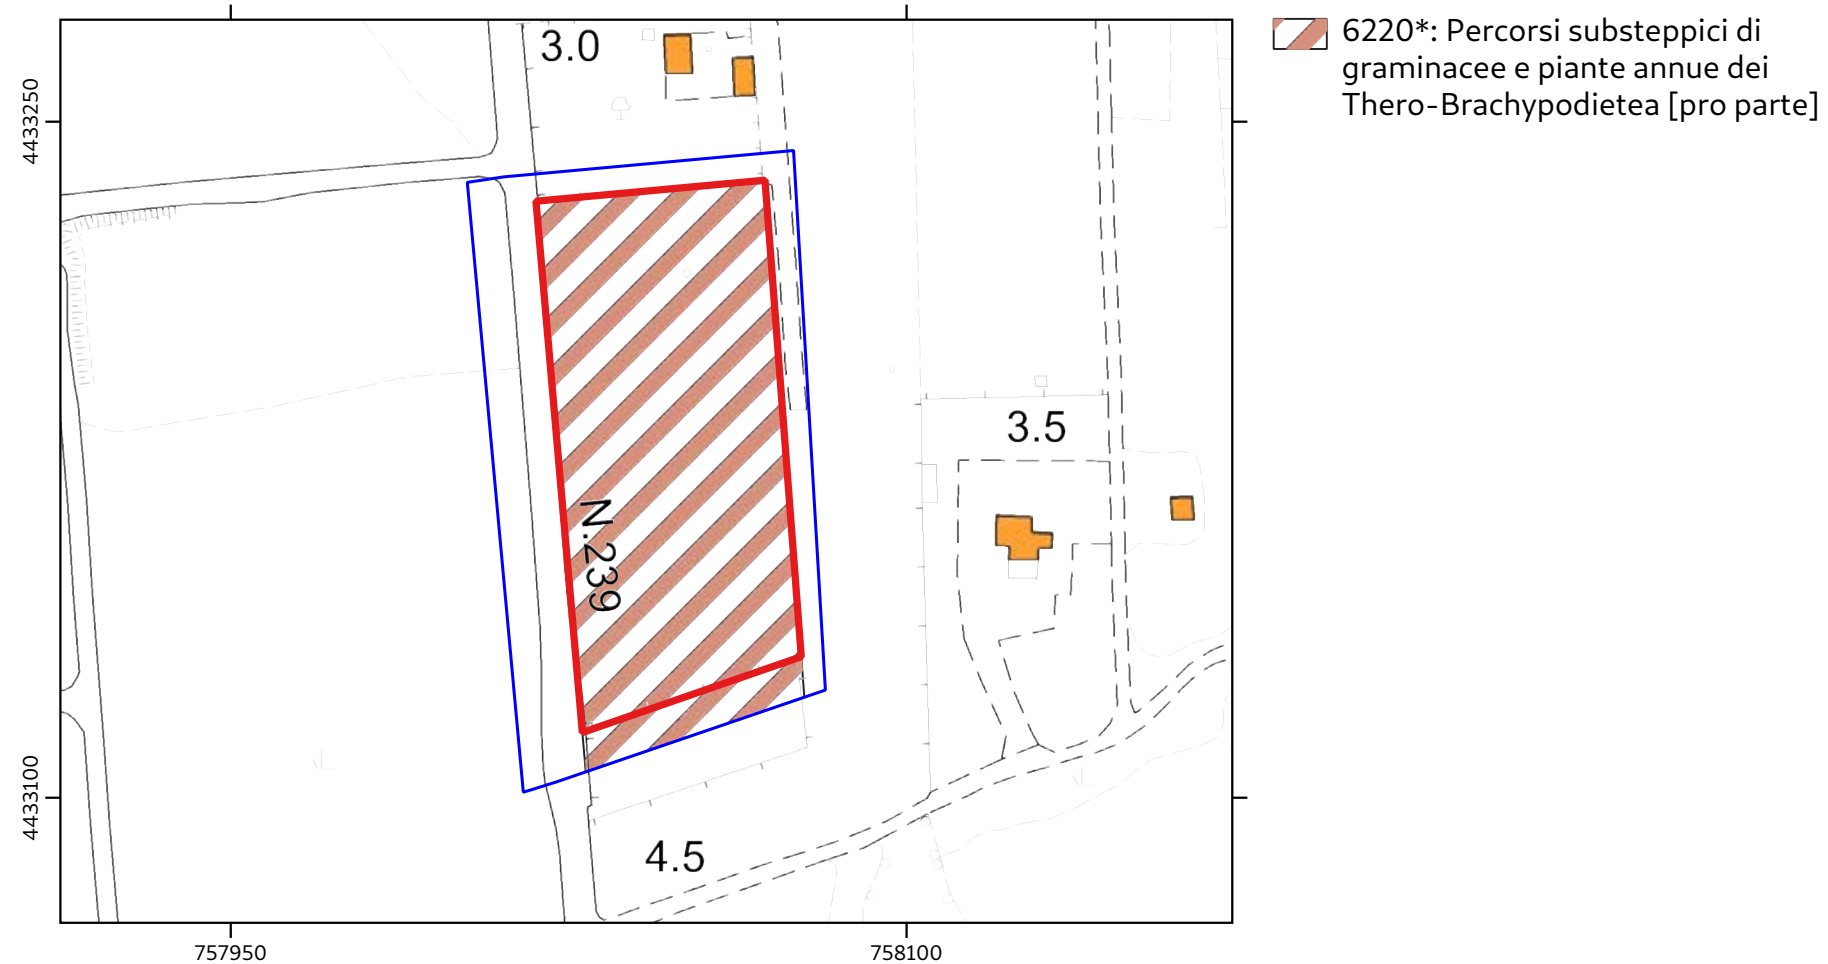 3.0
6220*: Percorsi substeppici di
graminacee e piante annue dei
Thero-Brachypodietea [pro parte]
4433250
3.5
N.239
4433100
4.5
757950
758100